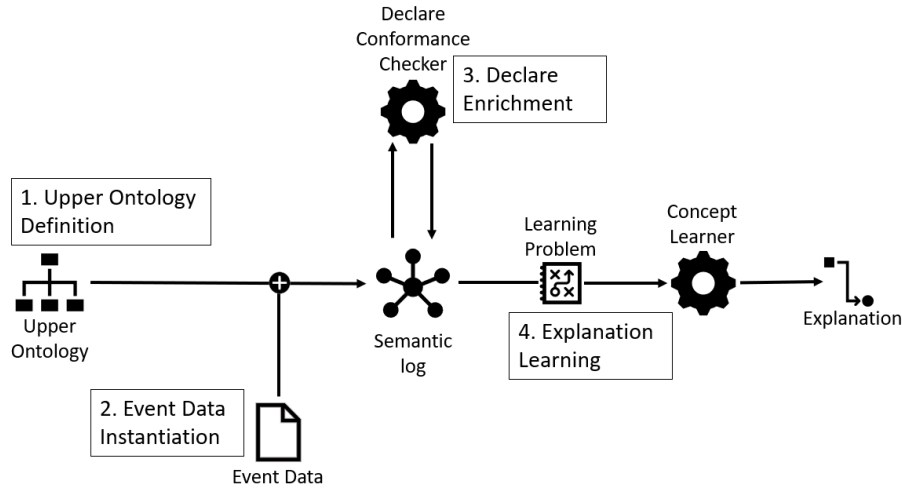 Declare
Conformance
Checker
3. Declare
Enrichment
1. Upper Ontology
Definition
Upper
Ontology
2. Event Data
Instantiation
Event Data
Semantic
log
Learning
Problem
4. Explanation
Learning
Concept
Learner
Explanation